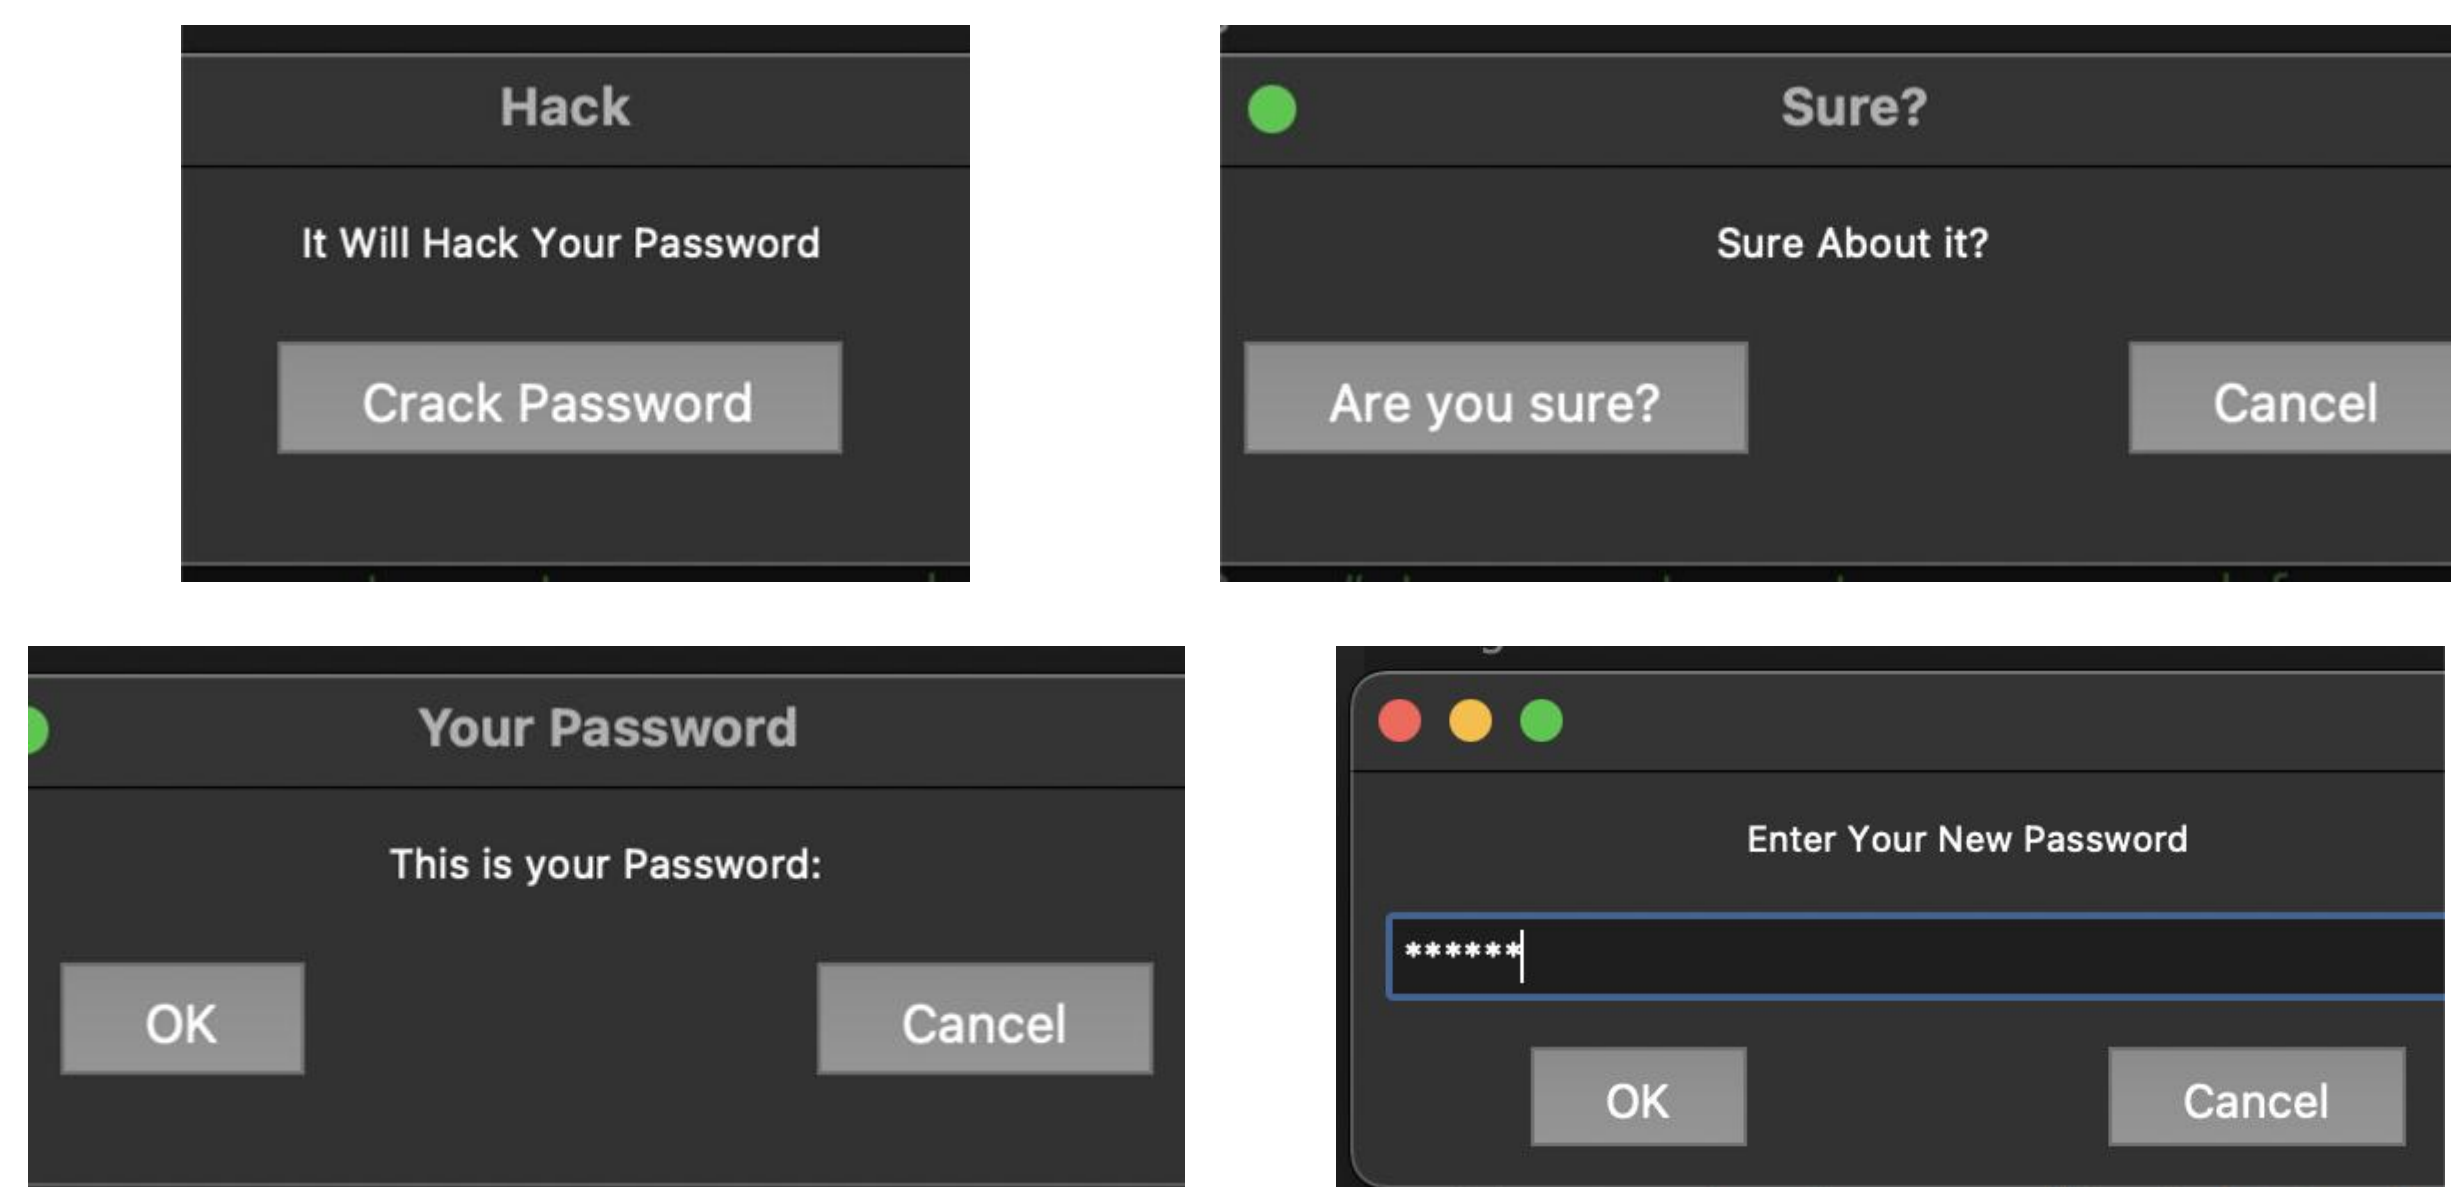 Hack
It Will Hack Your Password
Crack Password
Sure?
Sure About it?
Are you sure?
Cancel
Your Password
This is your Password:
OK
Cancel
Enter Your New Password
******
OK
Cancel